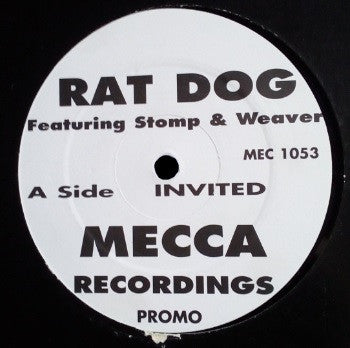 RAT DOG
Featuring Stomp & Weaver
MEC 1053
A Side INVITED
MECCA
RECORDINGS
PROMO